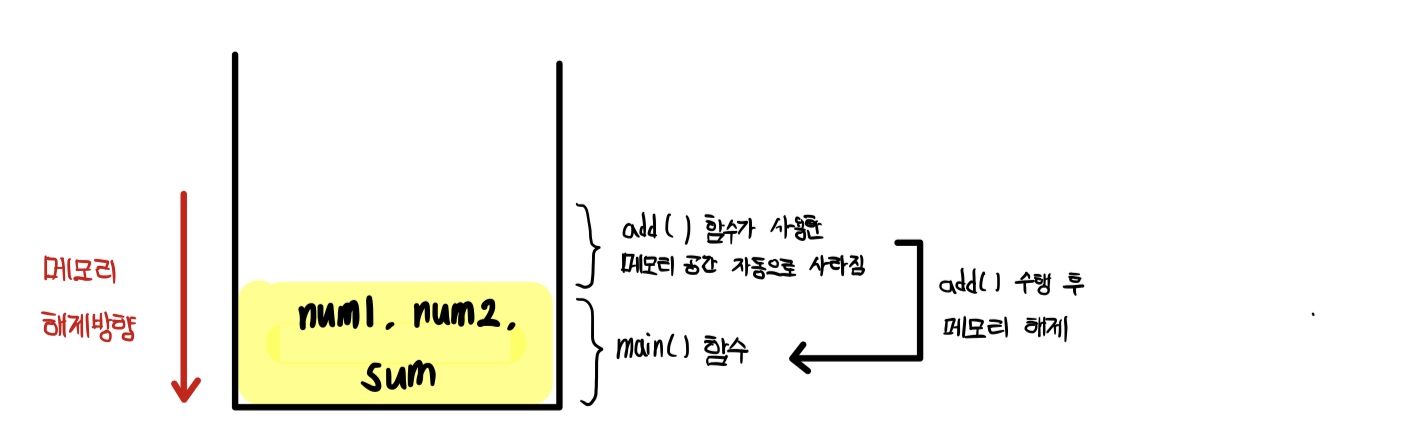 메모리
해제방향
num1, num2,
sum
add() 함수가 사용한
메모리 공간 자동으로 사라짐
main() 함수
add() 수행 후
메모리 해제